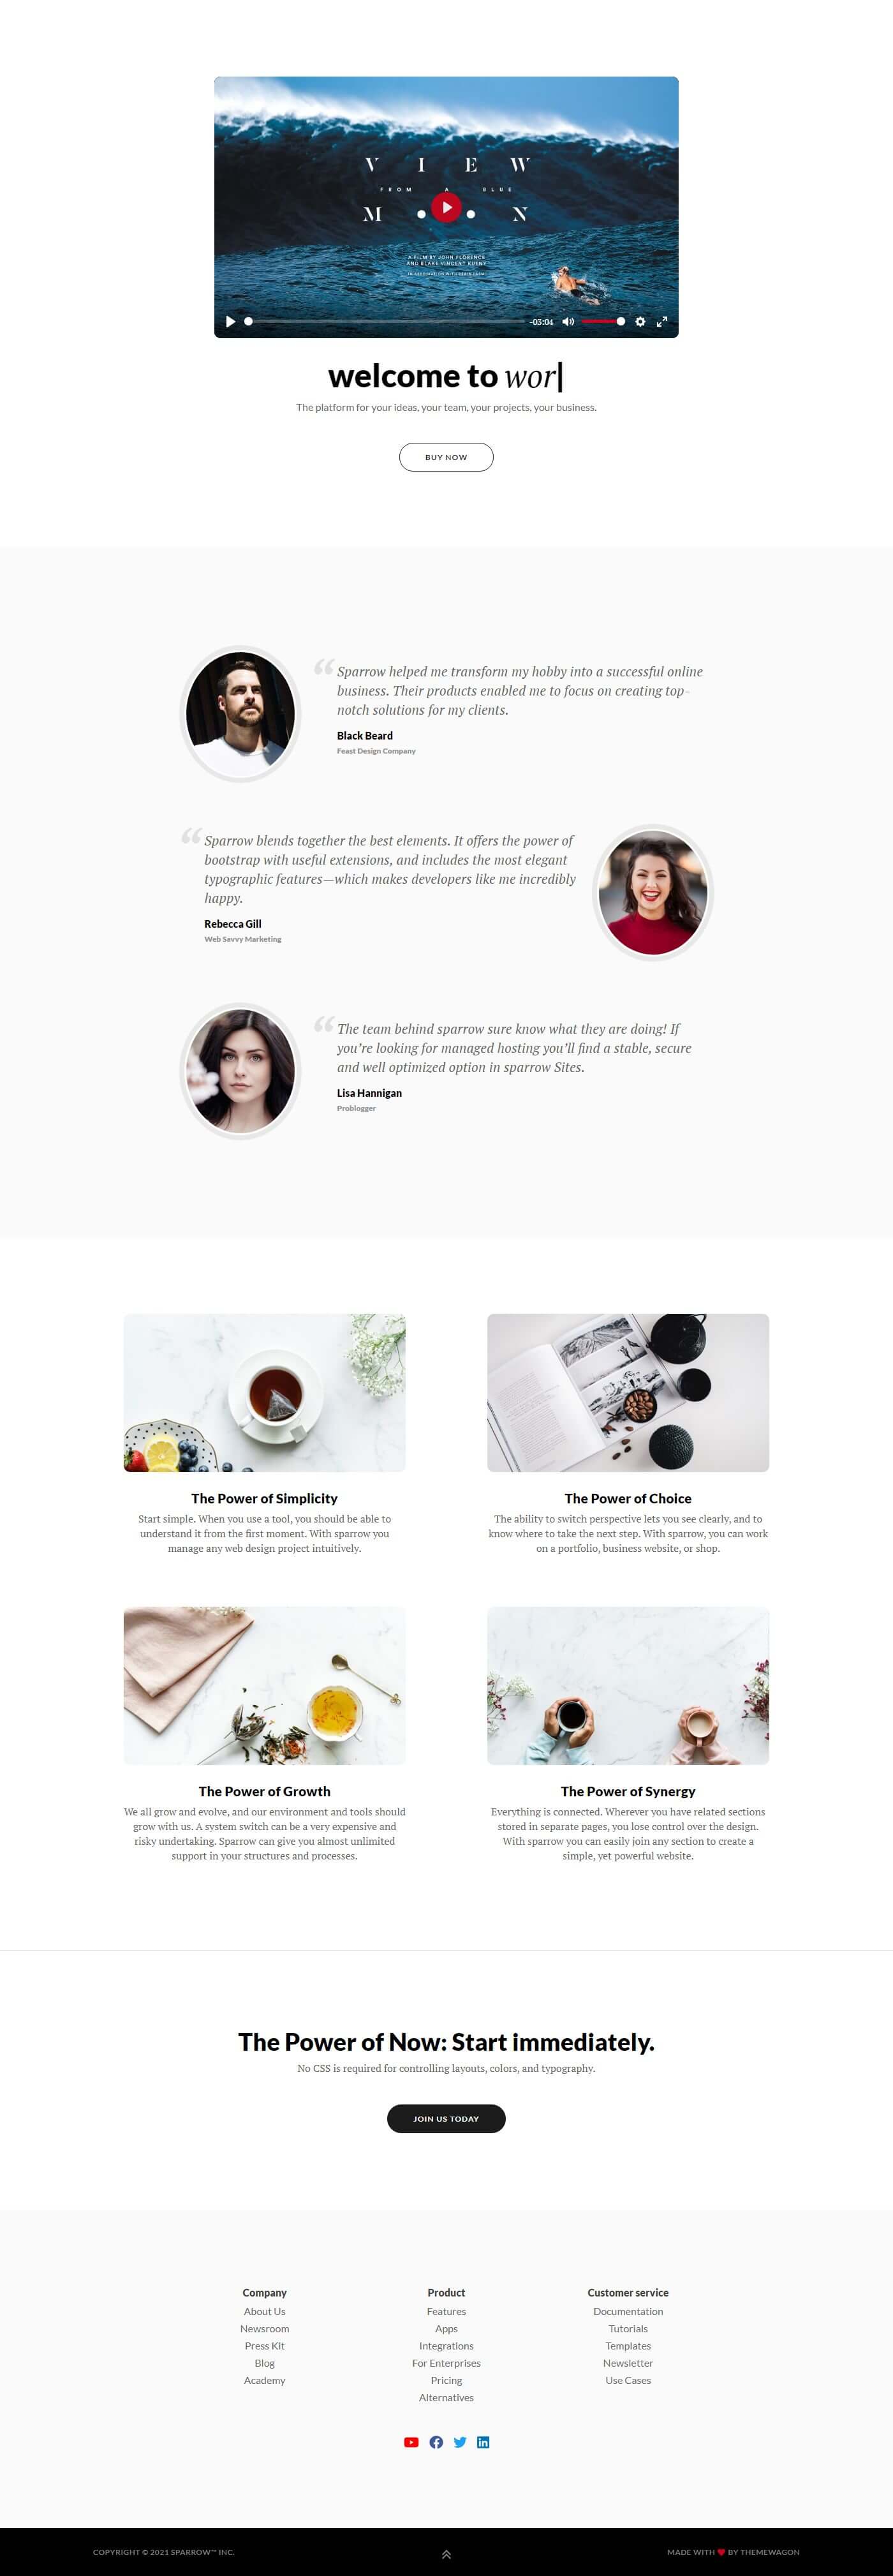 VIEW
FROM A BLUE
M N
A FILM BY JOHN FLORENCE
AND BLAKE VINCENT KUENY
-03:04
welcome to wor
The platform for your ideas, your team, your projects, your business.
BUY NOW
“Sparrow helped me transform my hobby into a successful online
business. Their products enabled me to focus on creating top-
notch solutions for my clients.
Black Beard
Feast Design Company
“Sparrow blends together the best elements. It offers the power of
bootstrap with useful extensions, and includes the most elegant
typographic features—which makes developers like me incredibly
happy.
Rebecca Gill
Web Savvy Marketing
“The team behind sparrow sure know what they are doing! If
you’re looking for managed hosting you’ll find a stable, secure
and well optimized option in sparrow Sites.
Lisa Hannigan
Problogger
The Power of Simplicity
Start simple. When you use a tool, you should be able to
understand it from the first moment. With sparrow you
manage any web design project intuitively.
The Power of Choice
The ability to switch perspective lets you see clearly, and to
know where to take the next step. With sparrow, you can work
on a portfolio, business website, or shop.
The Power of Growth
We all grow and evolve, and our environment and tools should
grow with us. A system switch can be a very expensive and
risky undertaking. Sparrow can give you almost unlimited
support in your structures and processes.
The Power of Synergy
Everything is connected. Wherever you have related sections
stored in separate pages, you lose control over the design.
With sparrow you can easily join any section to create a
simple, yet powerful website.
The Power of Now: Start immediately.
No CSS is required for controlling layouts, colors, and typography.
JOIN US TODAY
Company
About Us
Newsroom
Press Kit
Blog
Academy
Product
Features
Apps
Integrations
For Enterprises
Pricing
Alternatives
Customer service
Documentation
Tutorials
Templates
Newsletter
Use Cases
COPYRIGHT © 2021 SPARROW™ INC.
MADE WITH ❤ BY THEMEWAGON